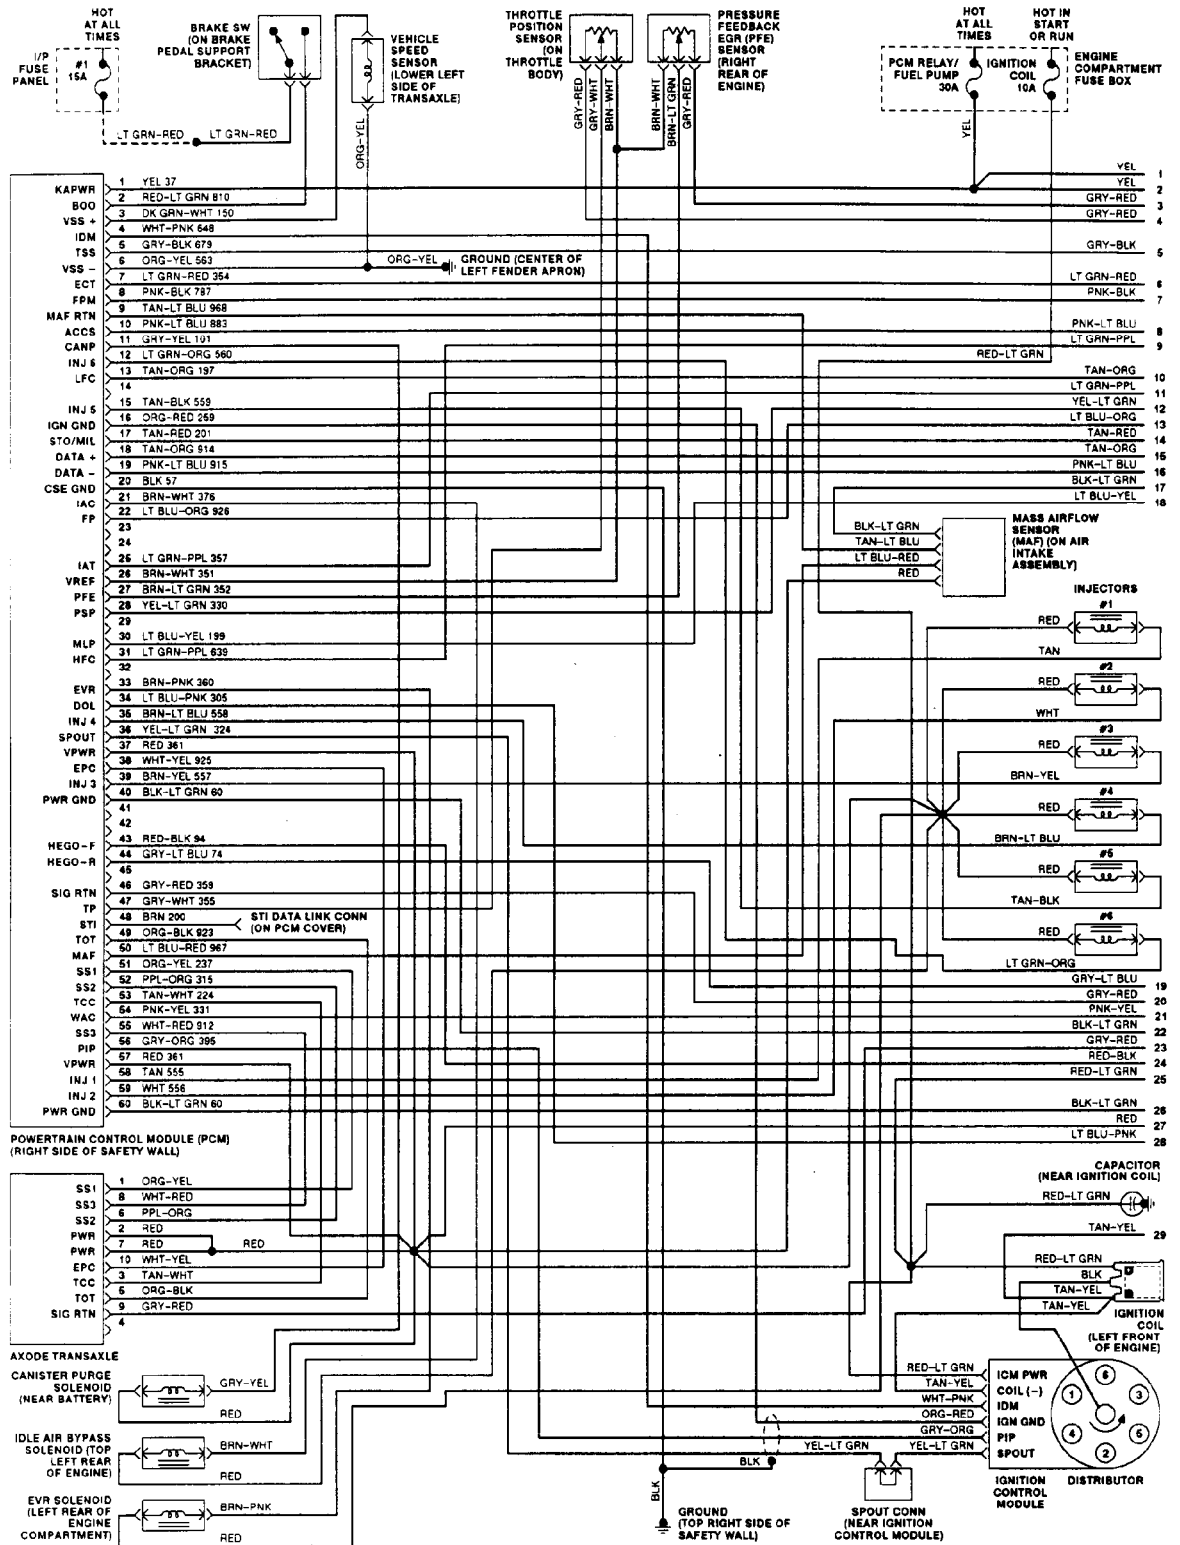 HOT
AT ALL
TIMES
I/P
FUSE
PANEL
#1
15A
BRAKE SW
(ON BRAKE
PEDAL SUPPORT
BRACKET)
LT GRN-RED
LT GRN-RED
VEHICLE
SPEED
SENSOR
(LOWER LEFT
SIDE OF
TRANSAXLE)
ORG-YEL
THROTTLE
POSITION
SENSOR
(ON
THROTTLE
BODY)
GRY-RED
GRY-WHT
BRN-WHT
PRESSURE
FEEDBACK
EGR (PFE)
SENSOR
(RIGHT
REAR OF
ENGINE)
BRN-WHT
BRN-LT GRN
GRY-RED
HOT
AT ALL
TIMES
HOT IN
START
OR RUN
PCM RELAY/
FUEL PUMP
30A
IGNITION
COIL
10A
ENGINE
COMPARTMENT
FUSE BOX
YEL
KAPWR 1 YEL 37
BOO 2 RED-LT GRN 810
VSS + 3 DK GRN-WHT 150
IDM 4 WHT-PNK 648
TSS 5 GRY-BLK 679
VSS - 6 ORG-YEL 563
ECT 7 LT GRN-RED 354
FPM 8 PNK-BLK 787
MAF RTN 9 TAN-LT BLU 968
ACCS 10 PNK-LT BLU 883
CANP 11 GRY-YEL 101
INJ 6 12 LT GRN-ORG 560
LFC 13 TAN-ORG 197
14
INJ 5 15 TAN-BLK 559
IGN GND 16 ORG-RED 259
STO/MIL 17 TAN-RED 201
DATA + 18 TAN-ORG 914
DATA - 19 PNK-LT BLU 915
CSE GND 20 BLK 57
IAC 21 BRN-WHT 376
FP 22 LT BLU-ORG 926
23
24
IAT 25 LT GRN-PPL 357
VREF 26 BRN-WHT 351
PFE 27 BRN-LT GRN 352
PSP 28 YEL-LT GRN 330
29
MLP 30 LT BLU-YEL 199
HFC 31 LT GRN-PPL 639
32
EVR 33 BRN-PNK 360
DOL 34 LT BLU-PNK 305
INJ 4 35 BRN-LT BLU 558
SPOUT 36 YEL-LT GRN 324
VPWR 37 RED 361
EPC 38 WHT-YEL 925
INJ 3 39 BRN-YEL 557
PWR GND 40 BLK-LT GRN 60
41
42
HEGO-F 43 RED-BLK 94
HEGO-R 44 GRY-LT BLU 74
45
SIG RTN 46 GRY-RED 359
TP 47 GRY-WHT 355
STI 48 BRN 200
TOT 49 ORG-BLK 923
MAF 50 LT BLU-RED 967
SS1 51 ORG-YEL 237
SS2 52 PPL-ORG 315
TCC 53 TAN-WHT 224
WAC 54 PNK-YEL 331
SS3 55 WHT-RED 912
PIP 56 GRY-ORG 395
VPWR 57 RED 361
INJ 1 58 TAN 555
INJ 2 59 WHT 556
PWR GND 60 BLK-LT GRN 60
POWERTRAIN CONTROL MODULE (PCM)
(RIGHT SIDE OF SAFETY WALL)
ORG-YEL
GROUND (CENTER OF
LEFT FENDER APRON)
STI DATA LINK CONN
(ON PCM COVER)
YEL 1
YEL 2
GRY-RED 3
GRY-RED 4
GRY-BLK 5
LT GRN-RED 6
PNK-BLK 7
PNK-LT BLU 8
LT GRN-PPL 9
RED-LT GRN
TAN-ORG 10
LT GRN-PPL 11
YEL-LT GRN 12
LT BLU-ORG 13
TAN-RED 14
TAN-ORG 15
PNK-LT BLU 16
BLK-LT GRN 17
LT BLU-YEL 18
BLK-LT GRN
TAN-LT BLU
LT BLU-RED
RED
MASS AIRFLOW
SENSOR
(MAF) (ON AIR
INTAKE
ASSEMBLY)
INJECTORS
#1
RED
TAN
#2
RED
WHT
#3
RED
BRN-YEL
#4
RED
BRN-LT BLU
#5
RED
TAN-BLK
#6
RED
LT GRN-ORG
GRY-LT BLU 19
GRY-RED 20
PNK-YEL 21
BLK-LT GRN 22
GRY-RED 23
RED-BLK 24
RED-LT GRN 25
BLK-LT GRN 26
RED 27
LT BLU-PNK 28
SS1 1 ORG-YEL
SS3 8 WHT-RED
SS2 6 PPL-ORG
PWR 2 RED
PWR 7 RED
RED
EPC 10 WHT-YEL
TCC 3 TAN-WHT
TOT 5 ORG-BLK
SIG RTN 9 GRY-RED
4
AXODE TRANSAXLE
CAPACITOR
(NEAR IGNITION COIL)
RED-LT GRN
TAN-YEL 29
RED-LT GRN
BLK
TAN-YEL
TAN-YEL
IGNITION
COIL
(LEFT FRONT
OF ENGINE)
CANISTER PURGE
SOLENOID
(NEAR BATTERY)
GRY-YEL
RED
IDLE AIR BYPASS
SOLENOID (TOP
LEFT REAR
OF ENGINE)
BRN-WHT
RED
EVR SOLENOID
(LEFT REAR OF
ENGINE
COMPARTMENT)
BRN-PNK
RED
RED-LT GRN ICM PWR
TAN-YEL COIL (-)
WHT-PNK IDM
ORG-RED IGN GND
GRY-ORG PIP
YEL-LT GRN YEL-LT GRN SPOUT
BLK
BLK
GROUND
(TOP RIGHT SIDE OF
SAFETY WALL)
SPOUT CONN
(NEAR IGNITION
CONTROL MODULE)
IGNITION
CONTROL
MODULE
DISTRIBUTOR
6
1
3
4
5
2